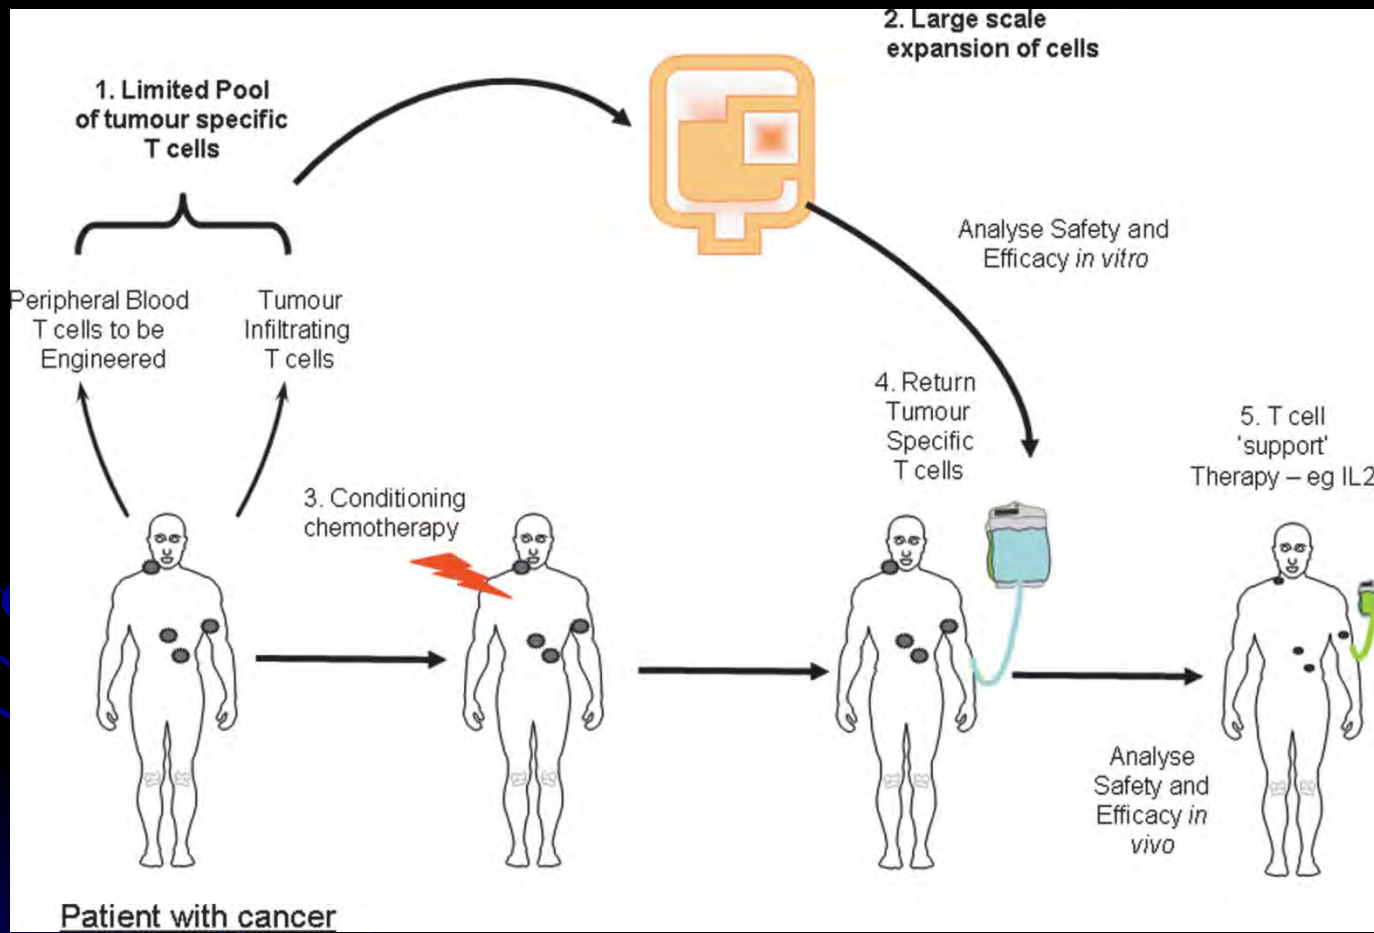 2. Large scale
expansion of cells
1. Limited Pool
of tumour specific
T cells
Analyse Safety and
Efficacy in vitro
Peripheral Blood
T cells to be
Engineered
Tumour
Infiltrating
T cells
4. Return
Tumour
Specific
T cells
5. T cell
'support'
Therapy – eg IL2
3. Conditioning
chemotherapy
Analyse
Safety and
Efficacy in
vivo
Patient with cancer